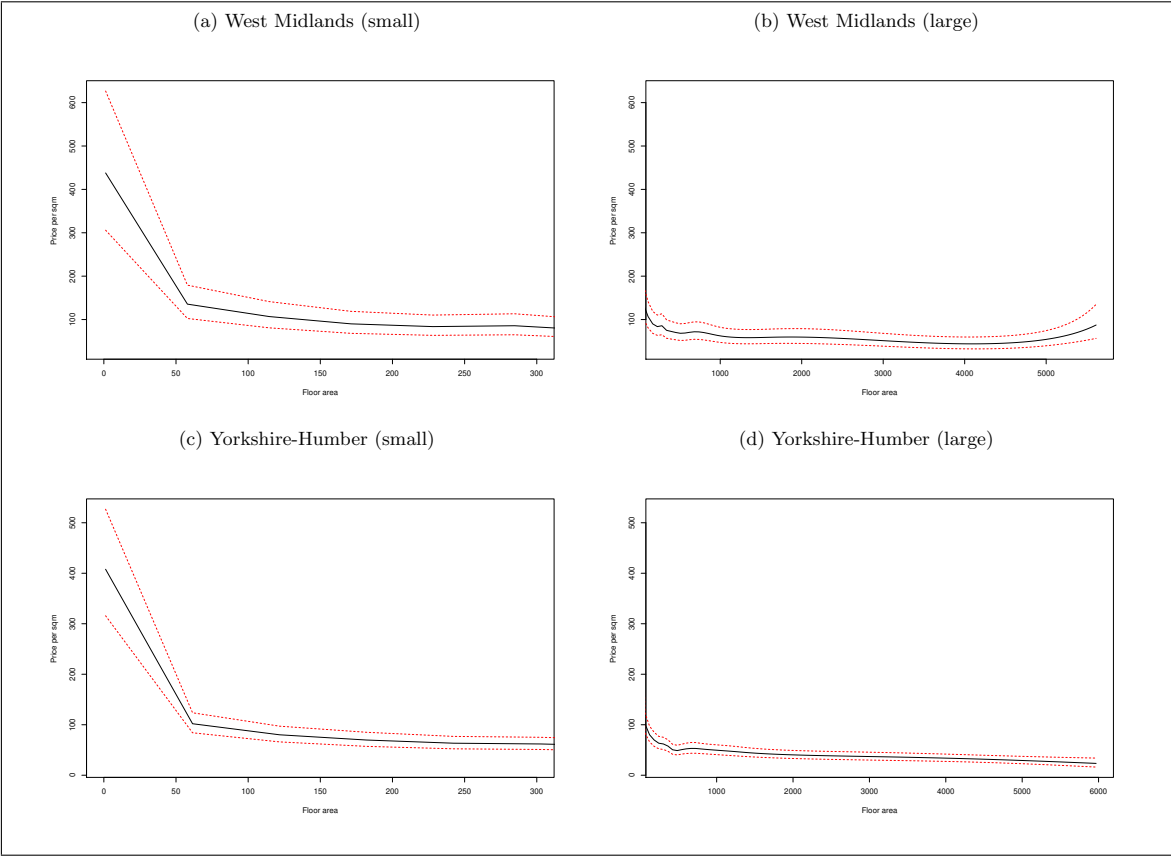 (a) West Midlands (small)
Price per sqm
600
500
400
300
200
100
0 50 100 150 200 250 300
Floor area
(b) West Midlands (large)
Price per sqm
600
500
400
300
200
100
1000 2000 3000 4000 5000
Floor area
(c) Yorkshire-Humber (small)
Price per sqm
500
400
300
200
100
0
0 50 100 150 200 250 300
Floor area
(d) Yorkshire-Humber (large)
Price per sqm
500
400
300
200
100
0
1000 2000 3000 4000 5000 6000
Floor area